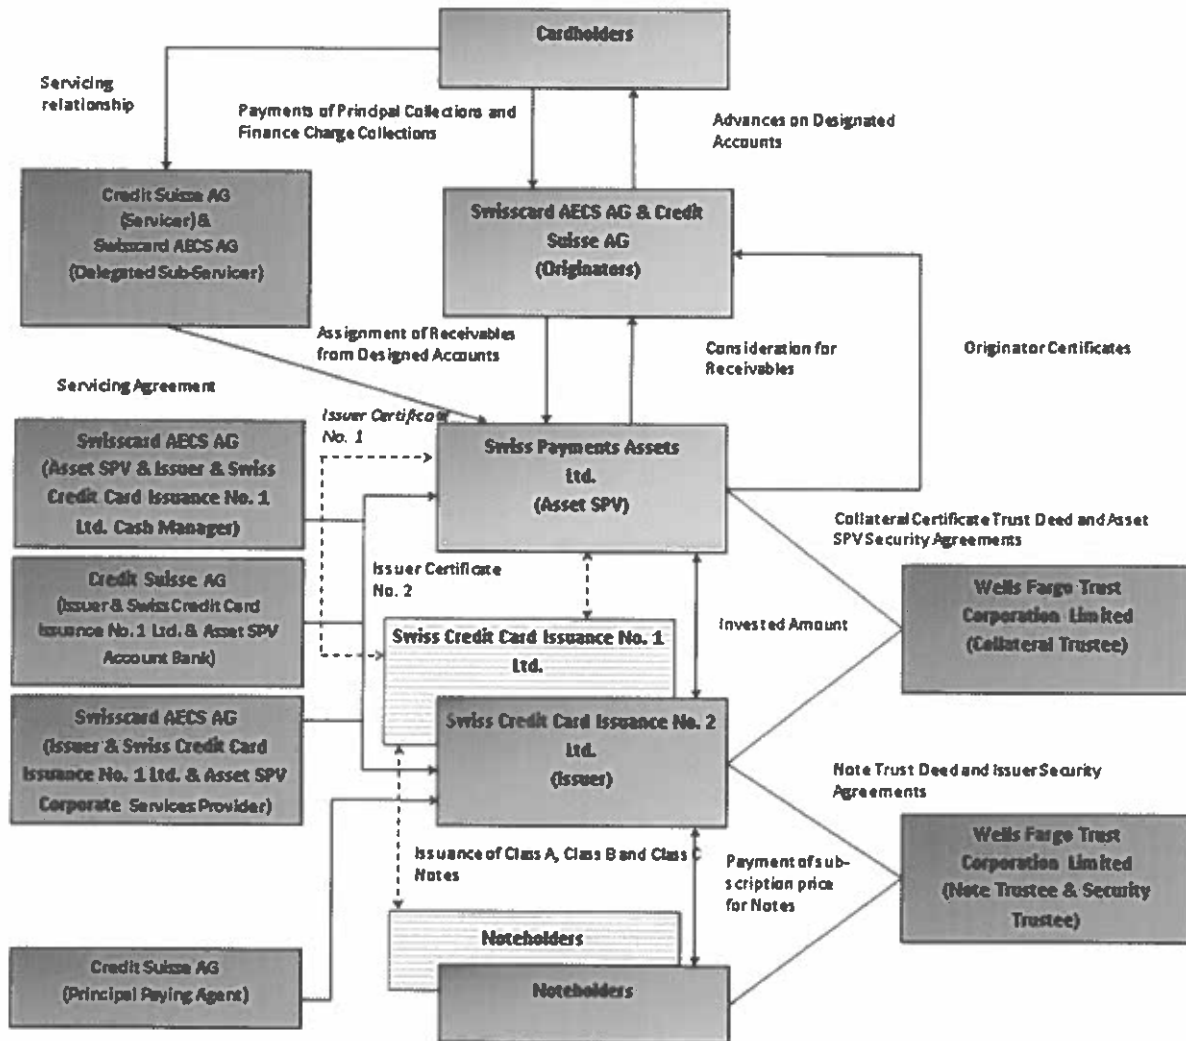 Cardholders
Servicing
relationship
Payments of Principal Collections and
Finance Charge Collections
Advances on Designated
Accounts
Credit Suisse AG
(Servicer) &
Swisscard AECS AG
(Delegated Sub-Servicer)
Swisscard AECS AG & Credit
Suisse AG
(Originators)
Assignment of Receivables
from Designed Accounts
Consideration for
Receivables
Originator Certificates
Servicing Agreement
Issuer Certificate
No. 1
Swisscard AECS AG
(Asset SPV & Issuer & Swiss
Credit Card Issuance No. 1
Ltd. Cash Manager)
Swiss Payments Assets
Ltd.
(Asset SPV)
Collateral Certificate Trust Deed and Asset
SPV Security Agreements
Credit Suisse AG
(Issuer & Swiss Credit Card
Issuance No. 1 Ltd. & Asset SPV
Account Bank)
Issuer Certificate
No. 2
Swiss Credit Card Issuance No. 1
Ltd.
Invested Amount
Wells Fargo Trust
Corporation Limited
(Collateral Trustee)
Swisscard AECS AG
(Issuer & Swiss Credit Card
Issuance No. 1 Ltd. & Asset SPV
Corporate Services Provider)
Swiss Credit Card Issuance No. 2
Ltd.
(Issuer)
Note Trust Deed and Issuer Security
Agreements
Issuance of Class A, Class B and Class C
Notes
Payment of sub-
scription price
for Notes
Wells Fargo Trust
Corporation Limited
(Note Trustee & Security
Trustee)
Noteholders
Credit Suisse AG
(Principal Paying Agent)
Noteholders